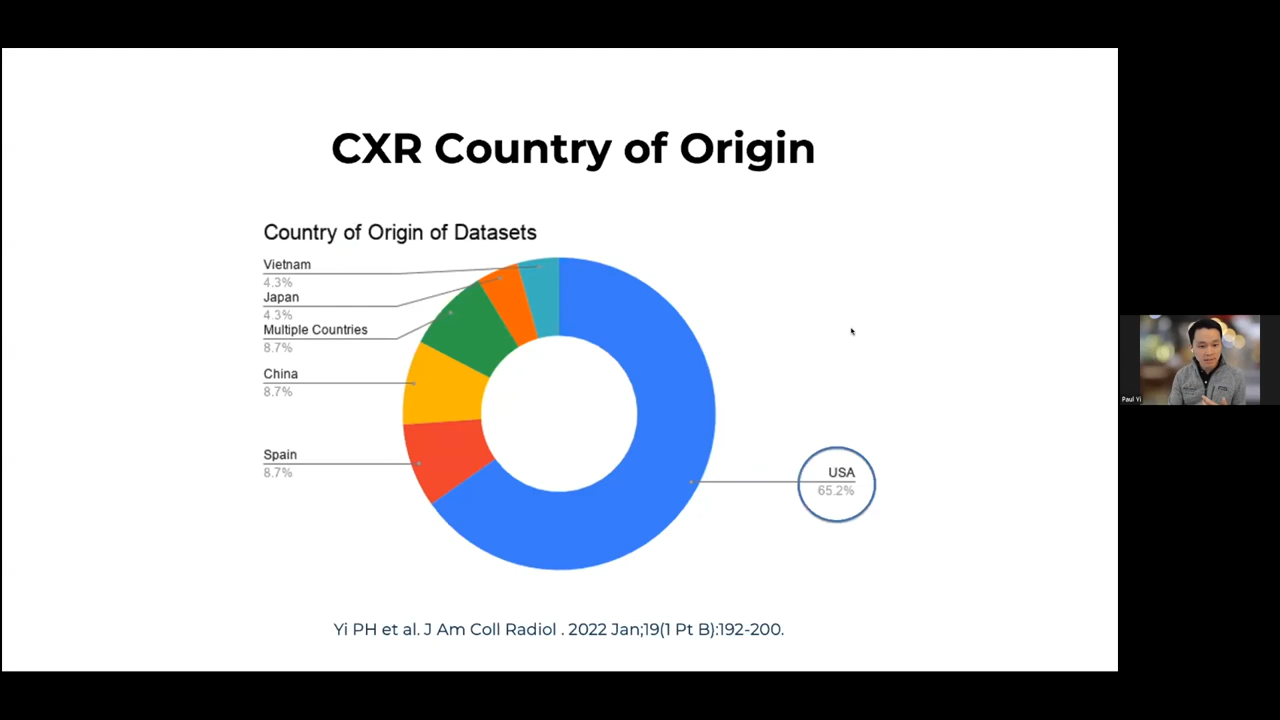 CXR Country of Origin
Country of Origin of Datasets
Vietnam
4.3%
Japan
4.3%
Multiple Countries
8.7%
China
8.7%
Spain
8.7%
USA
65.2%
Yi PH et al. J Am Coll Radiol . 2022 Jan;19(1 Pt B):192-200.
Paul Yi